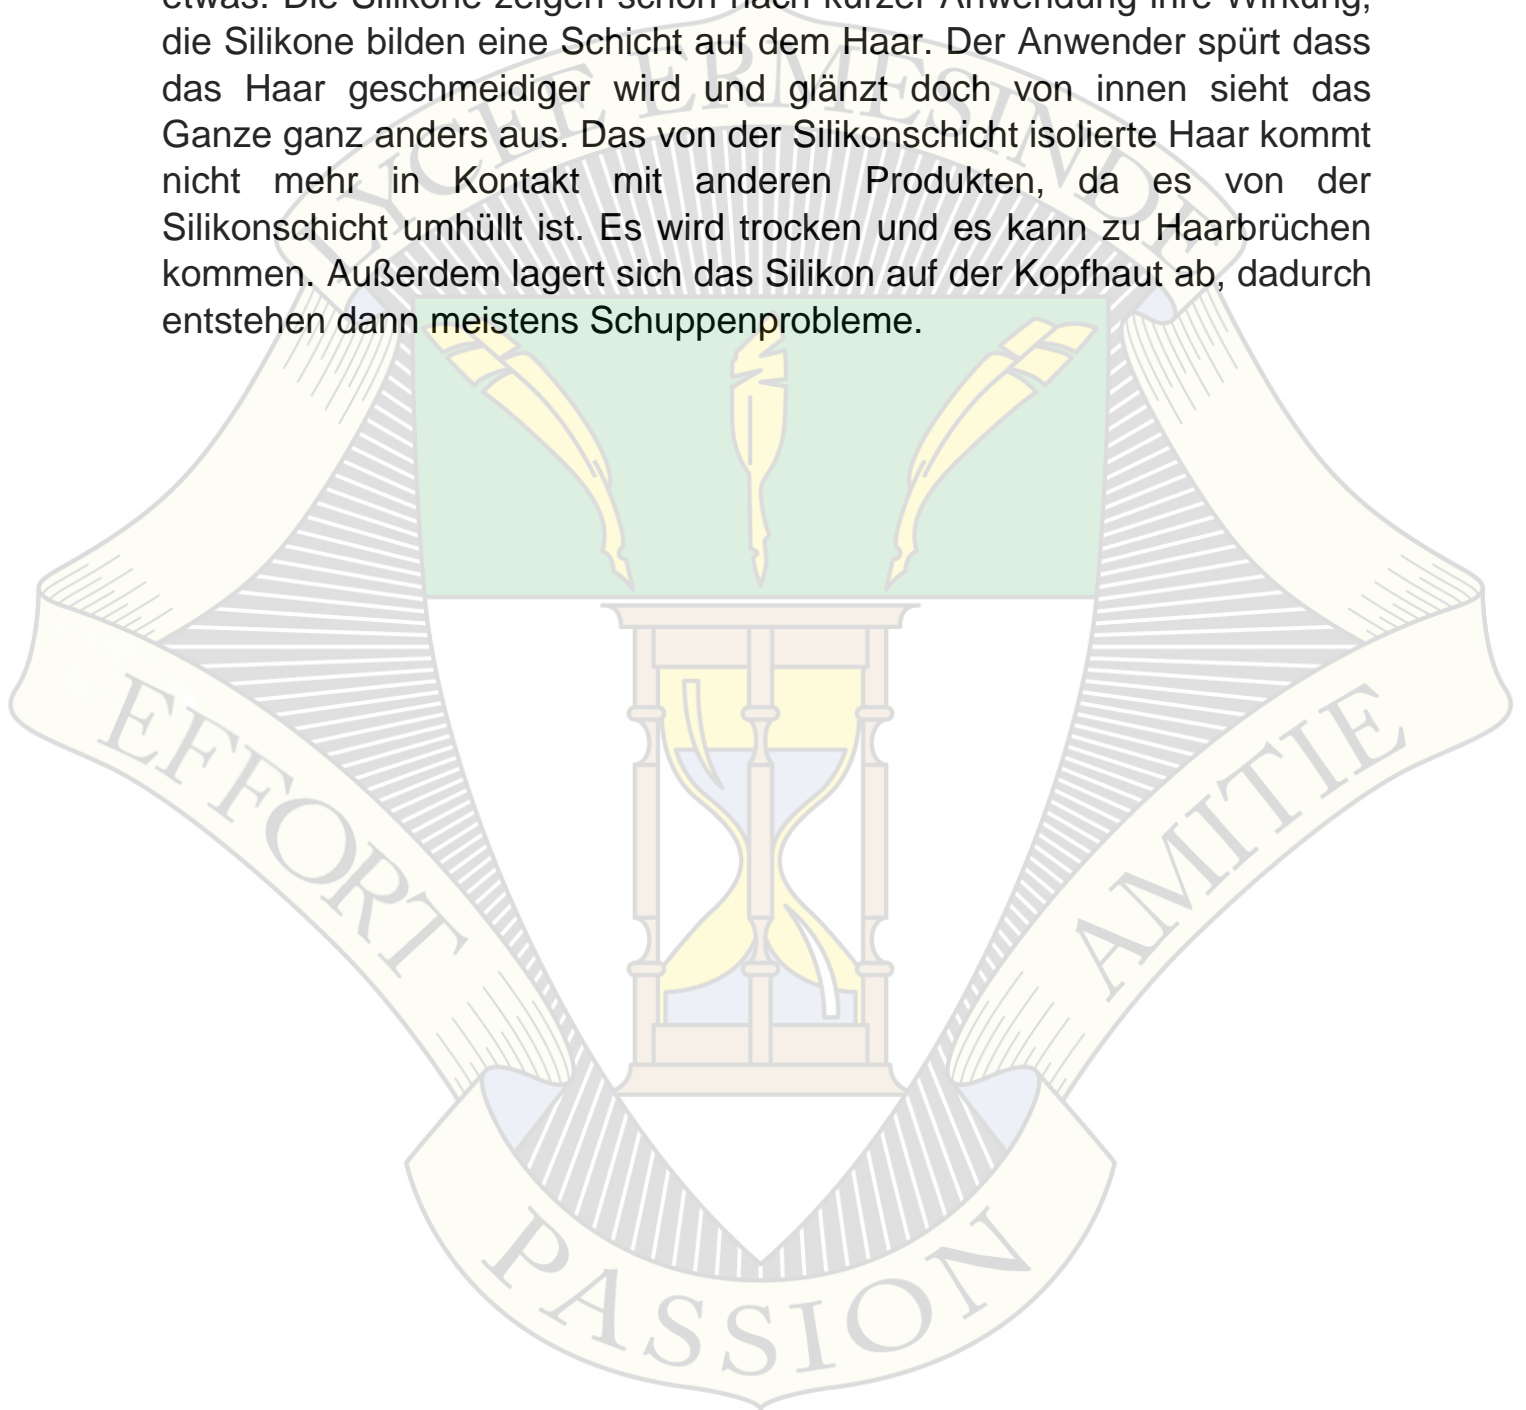 etwas. Die Silikone zeigen schon nach kurzer Anwendung ihre Wirkung,
die Silikone bilden eine Schicht auf dem Haar. Der Anwender spürt dass
das Haar geschmeidiger wird und glänzt doch von innen sieht das
Ganze ganz anders aus. Das von der Silikonschicht isolierte Haar kommt
nicht mehr in Kontakt mit anderen Produkten, da es von der
Silikonschicht umhüllt ist. Es wird trocken und es kann zu Haarbrüchen
kommen. Außerdem lagert sich das Silikon auf der Kopfhaut ab, dadurch
entstehen dann meistens Schuppenprobleme.
LYCEE ERMESINDE
EFFORT
AMITIE
PASSION